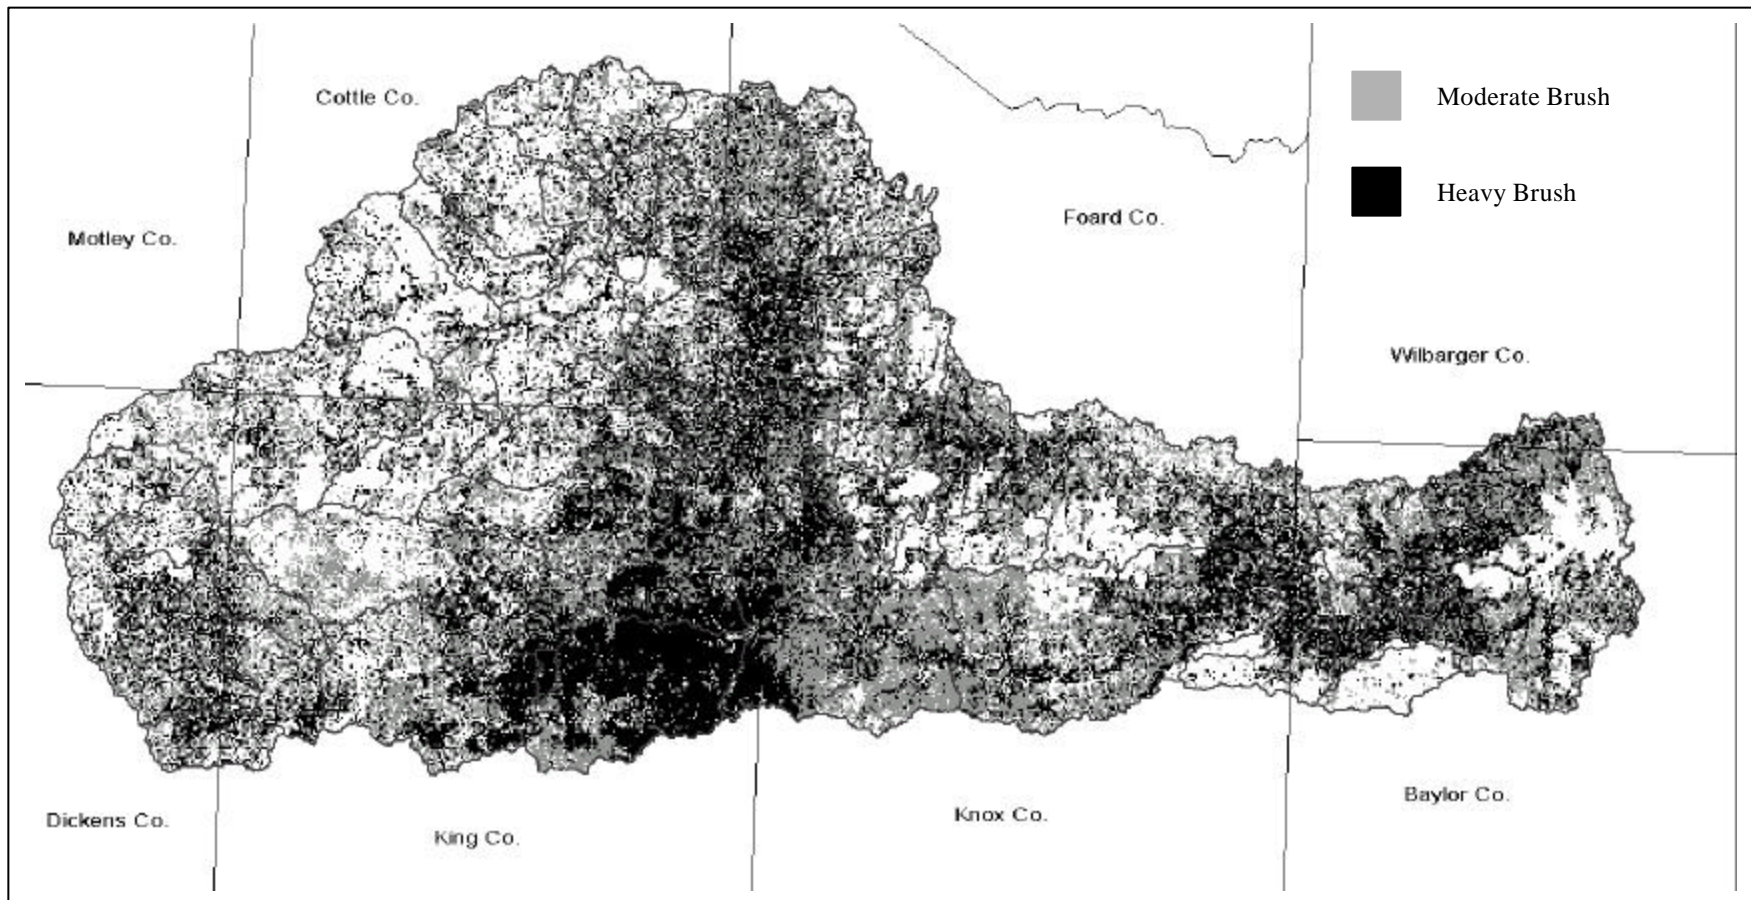 Cottle Co.
Moderate Brush
Heavy Brush
Foard Co.
Motley Co.
Wilbarger Co.
Baylor Co.
Knox Co.
Dickens Co.
King Co.